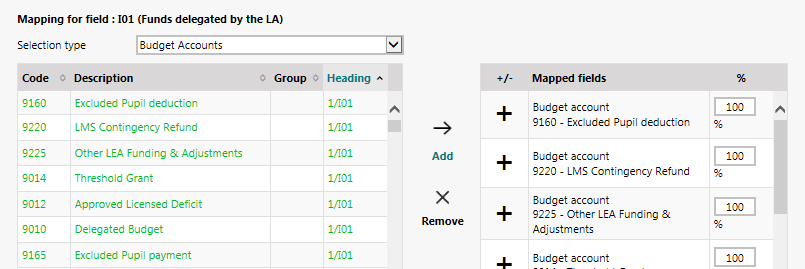 Mapping for field : I01 (Funds delegated by the LA)
Selection type Budget Accounts
Code Description Group Heading
9160 Excluded Pupil deduction 1/I01
9220 LMS Contingency Refund 1/I01
9225 Other LEA Funding & Adjustments 1/I01
9014 Threshold Grant 1/I01
9012 Approved Licensed Deficit 1/I01
9010 Delegated Budget 1/I01
9165 Excluded Pupil payment 1/I01
Add
Remove
+/- Mapped fields %
+ Budget account 100
9160 - Excluded Pupil deduction %
+ Budget account 100
9220 - LMS Contingency Refund %
+ Budget account 100
9225 - Other LEA Funding & %
Adjustments
+ Budget account 100